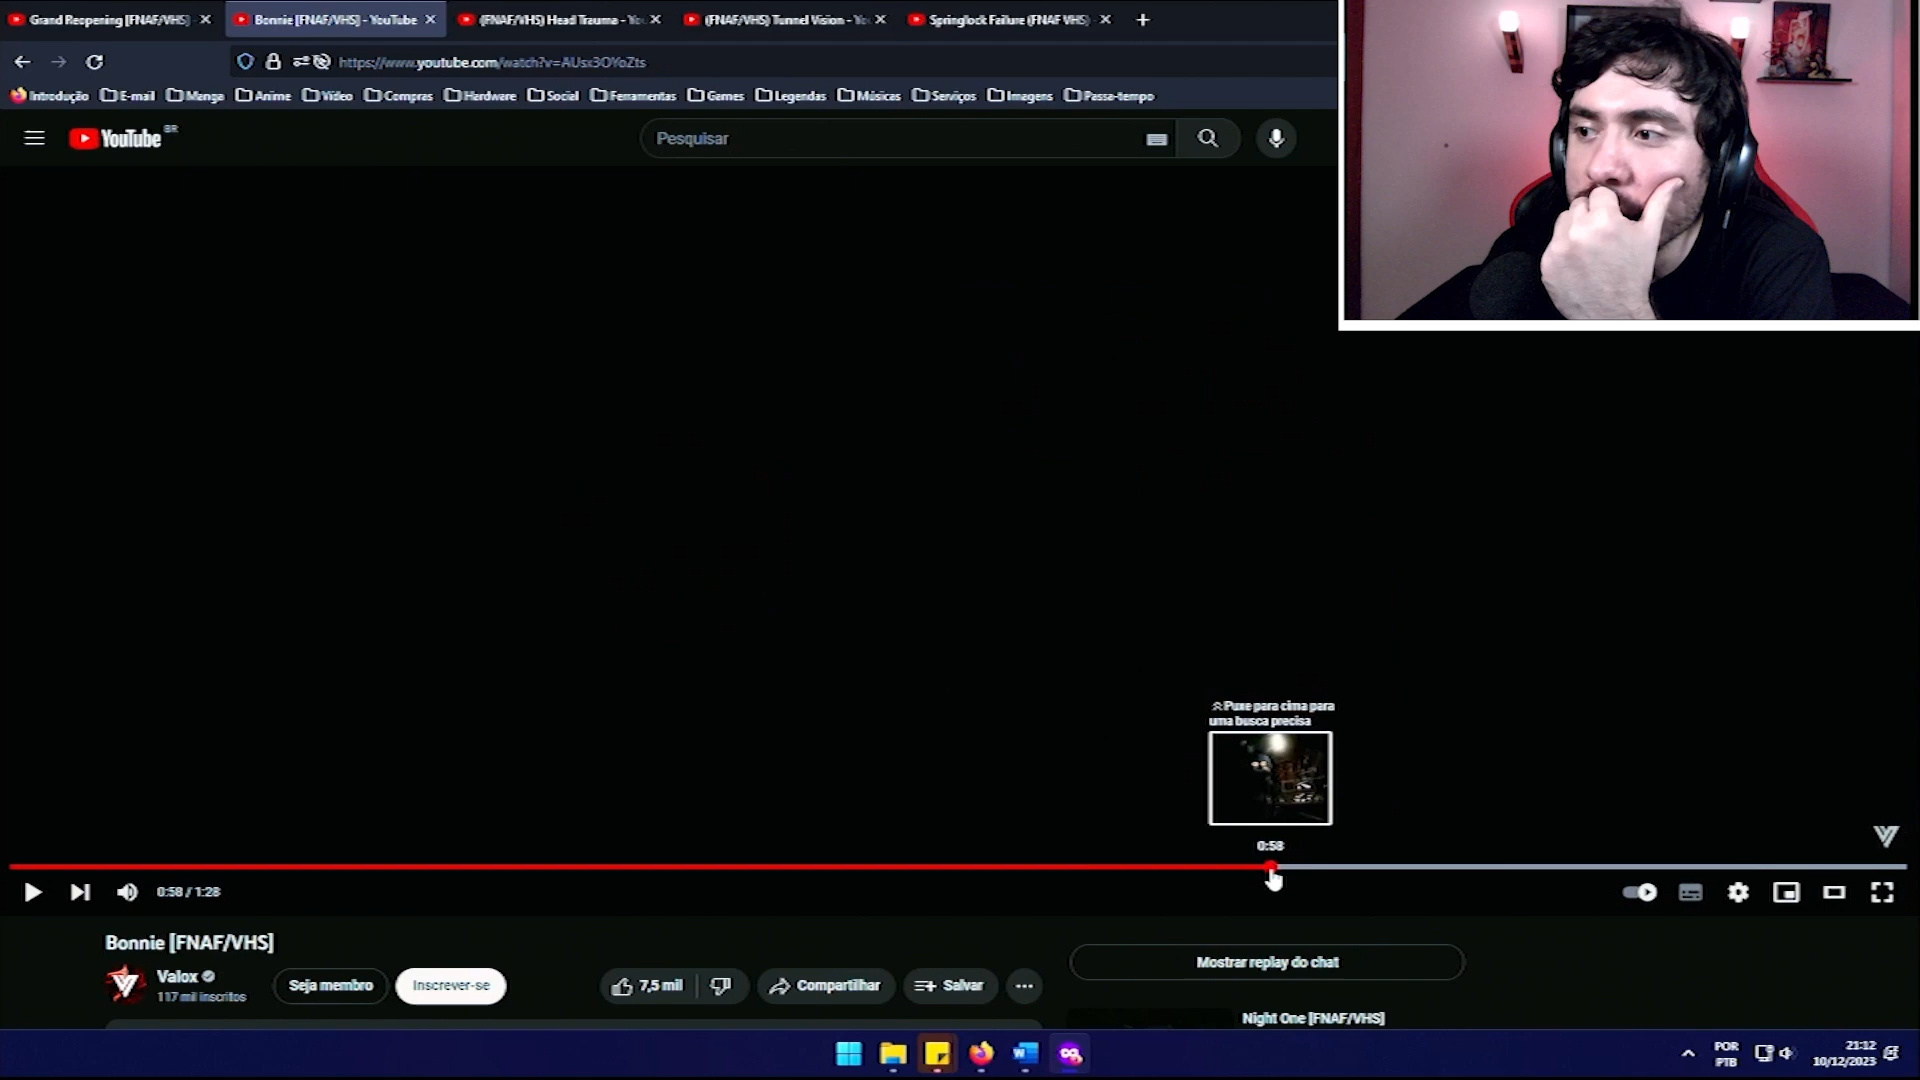 Grand Reopening [FNAF/VHS]
Bonnie [FNAF/VHS] - YouTube
(FNAF/VHS) Head Trauma - Yo
(FNAF/VHS) Tunnel Vision - Yo
Springlock Failure (FNAF VHS)
https://www.youtube.com/watch?v=AUsx3OYoZts
Introdução
E-mail
Manga
Anime
Vídeo
Compras
Hardware
Social
Ferramentas
Games
Legendas
Músicas
Serviços
Imagens
Passa-tempo
YouTube BR
Pesquisar
Puxe para cima para
uma busca precisa
0:58
0:58 / 1:28
Bonnie [FNAF/VHS]
Valox
117 mil inscritos
Seja membro
Inscrever-se
7,5 mil
Compartilhar
Salvar
Mostrar replay do chat
Night One [FNAF/VHS]
POR
PTB
21:12
10/12/2023